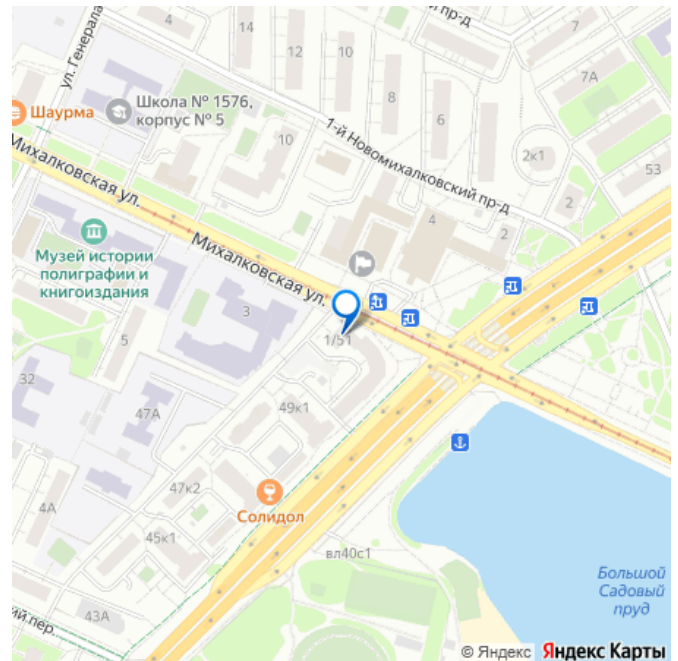 ул. Генерала
4
14
12
10
8
6
7
7А
пр-д
Шаурма
Школа № 1576,
корпус № 5
10
1-й Новомихалковский пр-д
2к1
53
2
4
2
Михалковская ул.
Михалковская ул.
Музей истории
полиграфии и
книгоиздания
3
5
1/51
32
47А
49к1
47к2
Солидол
4А
45к1
вл40с1
43А
пер.
Большой
Садовый
пруд
© Яндекс Яндекс Карты